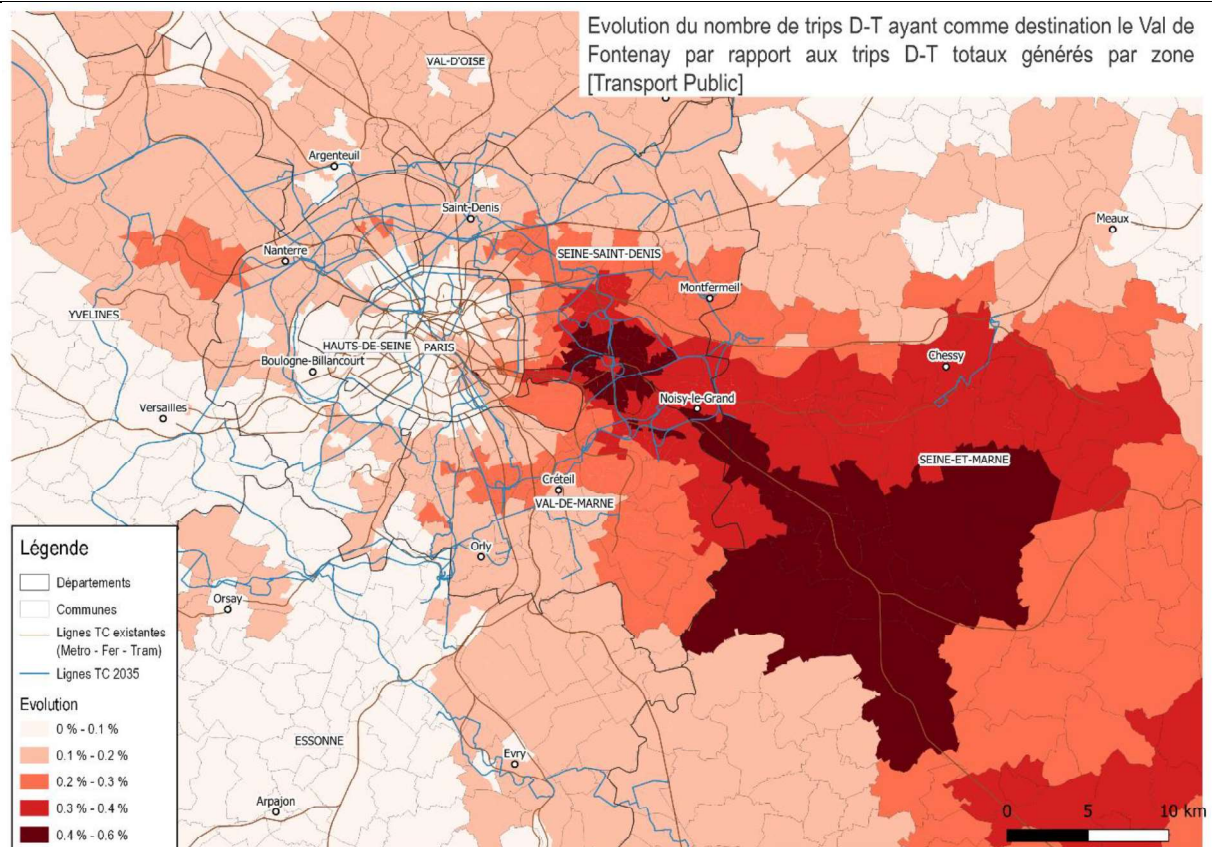 Evolution du nombre de trips D-T ayant comme destination le Val de
Fontenay par rapport aux trips D-T totaux générés par zone
[Transport Public]
VAL-D'OISE
Argenteuil
Saint-Denis
Meaux
Nanterre
SEINE-SAINT-DENIS
Montfermeil
YVELINES
HAUTS-DE-SEINE
PARIS
Boulogne-Billancourt
Chessy
Versailles
Noisy-le-Grand
SEINE-ET-MARNE
Créteil
VAL-DE-MARNE
Orly
Orsay
ESSONNE
Evry
Arpajon
Légende
Départements
Communes
Lignes TC existantes
(Metro - Fer - Tram)
Lignes TC 2035
Evolution
0 % - 0.1 %
0.1 % - 0.2 %
0.2 % - 0.3 %
0.3 % - 0.4 %
0.4 % - 0.6 %
0 5 10 km